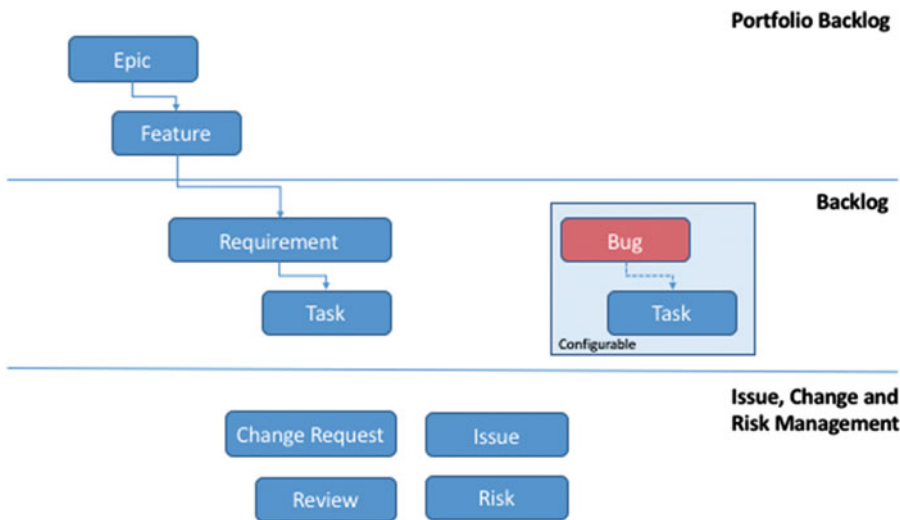 Portfolio Backlog
Epic
Feature
Backlog
Requirement
Bug
Task
Task
Configurable
Issue, Change and
Risk Management
Change Request
Issue
Review
Risk